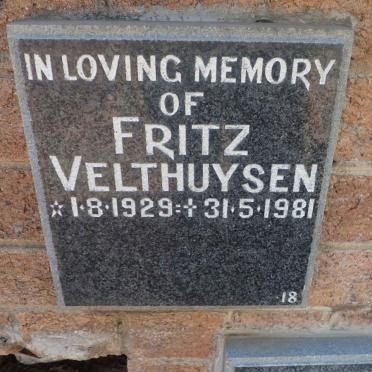 IN LOVING MEMORY
OF
FRITZ
VELTHUYSEN
☆1·8·1929=✝31·5·1981
18